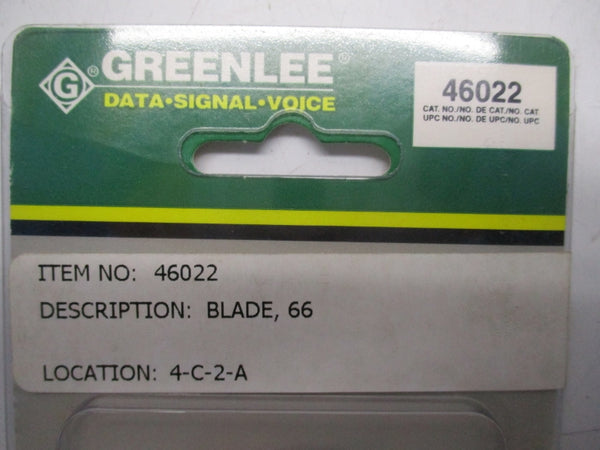 G® GREENLEE
DATA•SIGNAL•VOICE
46022
CAT. NO./NO. DE CAT./NO. CAT.
UPC NO./NO. DE UPC/NO. UPC
ITEM NO: 46022
DESCRIPTION: BLADE, 66
LOCATION: 4-C-2-A